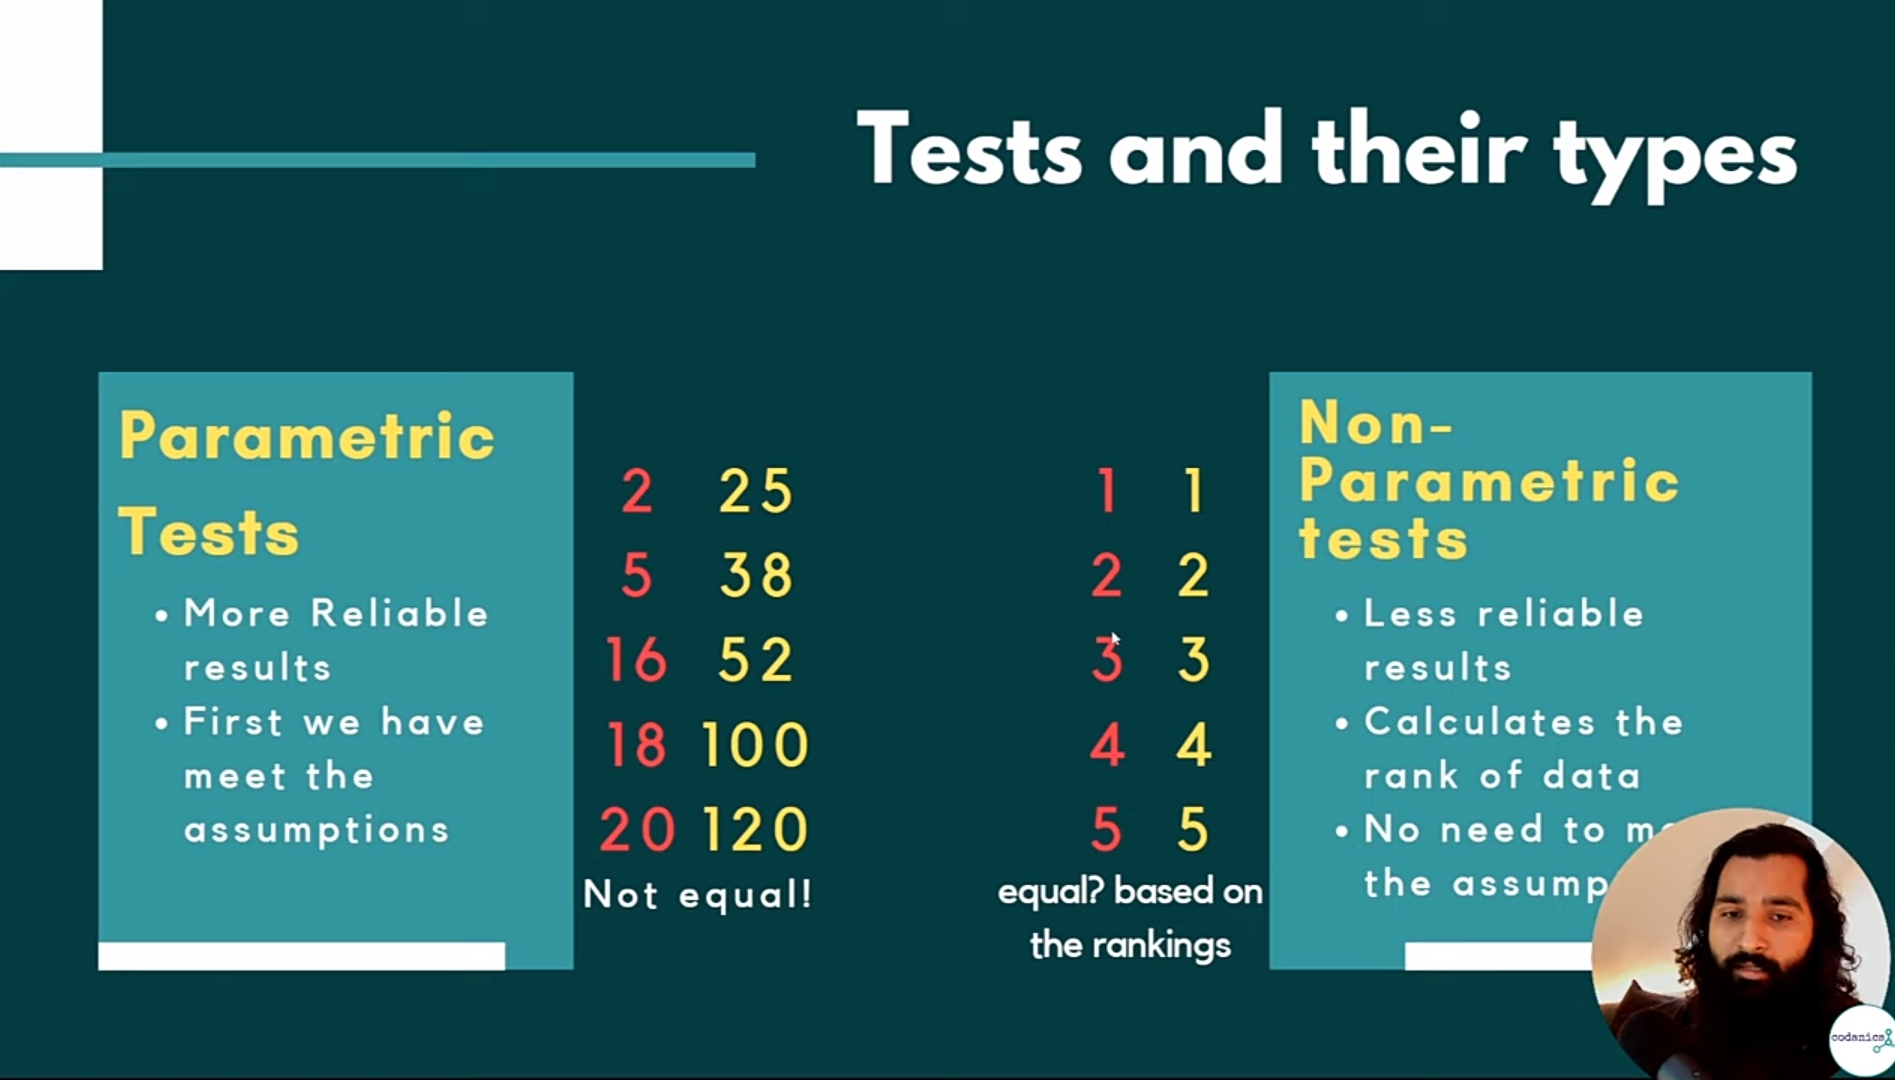 Tests and their types
Parametric
Tests
• More Reliable
results
• First we have
meet the
assumptions
2 25
5 38
16 52
18 100
20 120
Not equal!
1 1
2 2
3 3
4 4
5 5
equal? based on
the rankings
Non-
Parametric
tests
• Less reliable
results
• Calculates the
rank of data
• No need to
the
codanics